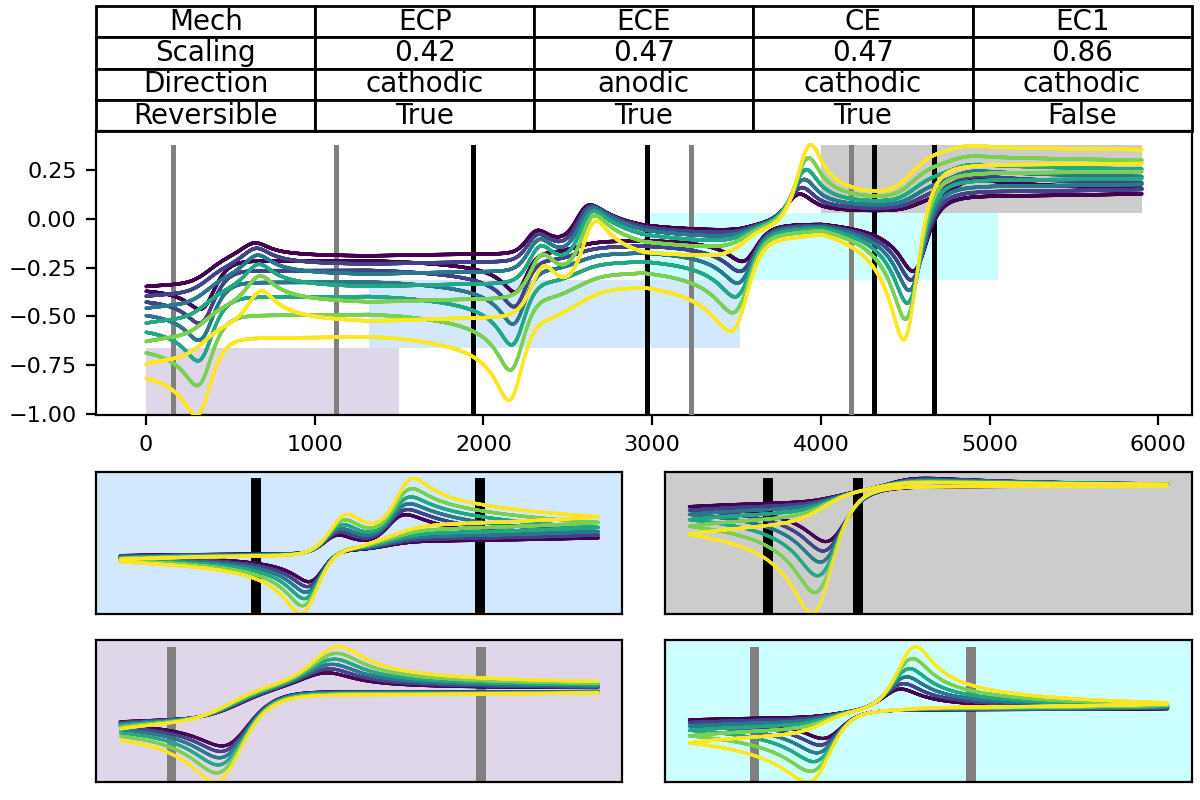 Mech ECP ECE CE EC1
Scaling 0.42 0.47 0.47 0.86
Direction cathodic anodic cathodic cathodic
Reversible True True True False
0.25
0.00
−0.25
−0.50
−0.75
−1.00
0 1000 2000 3000 4000 5000 6000